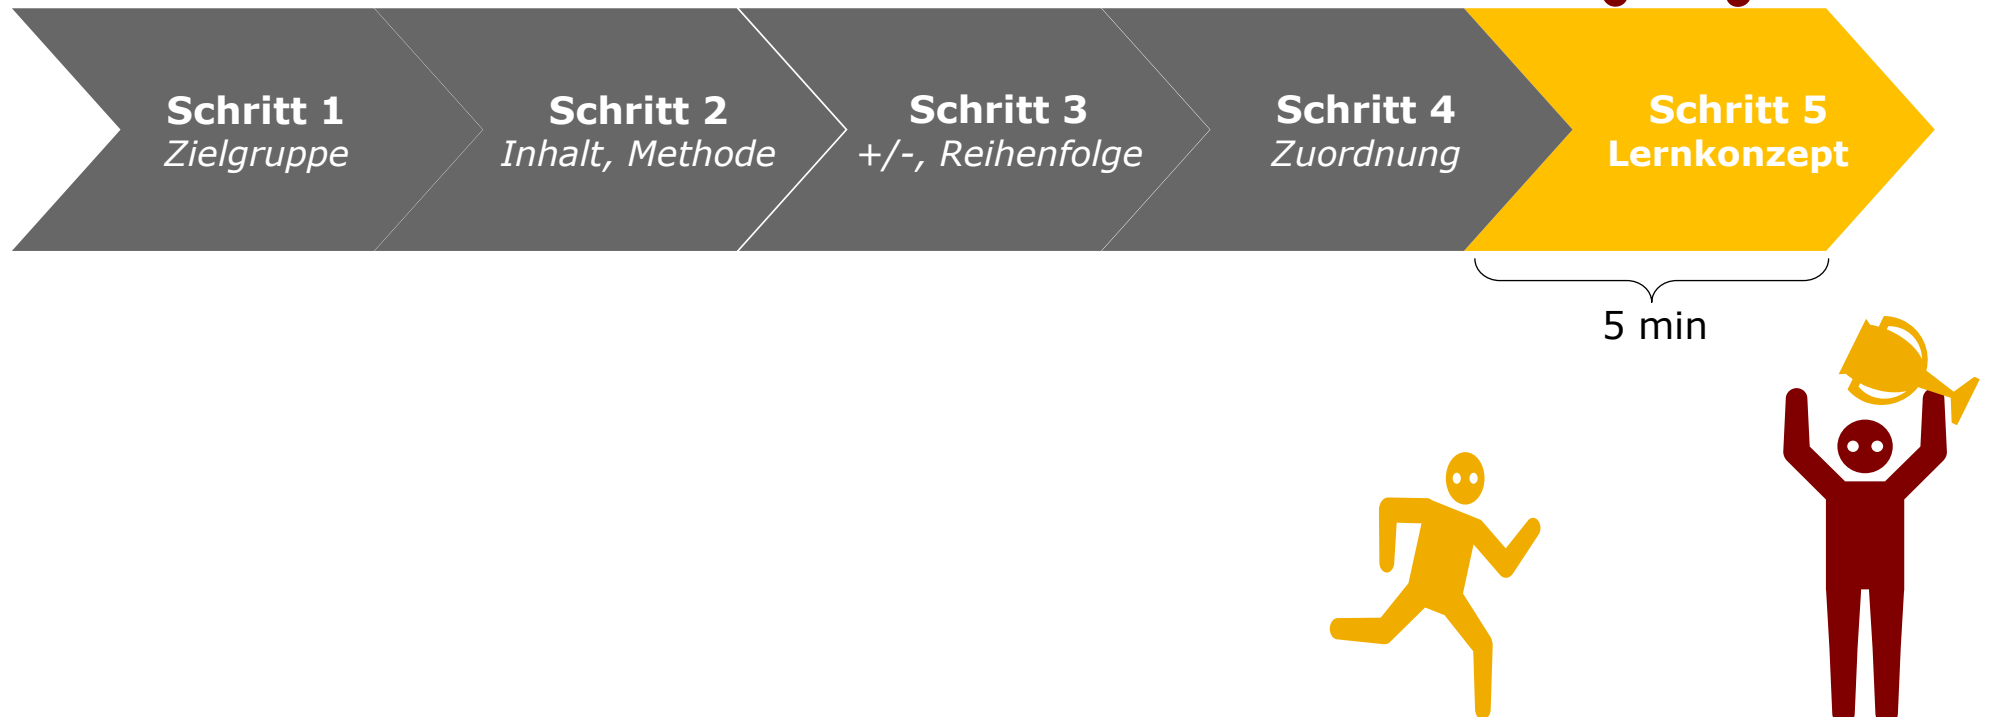 Schritt 1
Zielgruppe
Schritt 2
Inhalt, Methode
Schritt 3
+/-, Reihenfolge
Schritt 4
Zuordnung
Schritt 5
Lernkonzept
5 min